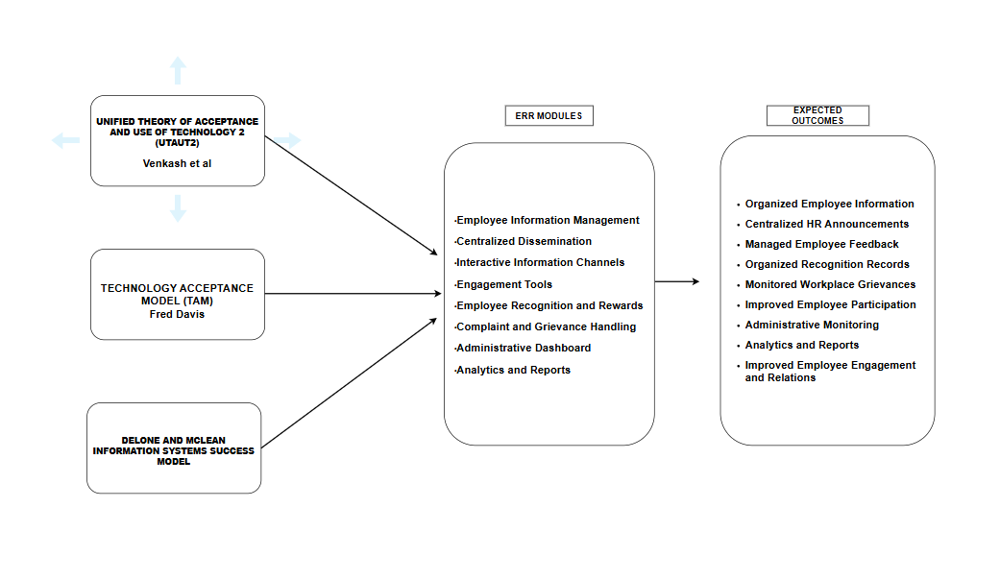 UNIFIED THEORY OF ACCEPTANCE
AND USE OF TECHNOLOGY 2
(UTAUT2)
Venkash et al
TECHNOLOGY ACCEPTANCE
MODEL (TAM)
Fred Davis
DELONE AND MCLEAN
INFORMATION SYSTEMS SUCCESS
MODEL
ERR MODULES
·Employee Information Management
·Centralized Dissemination
·Interactive Information Channels
·Engagement Tools
·Employee Recognition and Rewards
·Complaint and Grievance Handling
·Administrative Dashboard
·Analytics and Reports
EXPECTED
OUTCOMES
• Organized Employee Information
• Centralized HR Announcements
• Managed Employee Feedback
• Organized Recognition Records
• Monitored Workplace Grievances
• Improved Employee Participation
• Administrative Monitoring
• Analytics and Reports
• Improved Employee Engagement
and Relations